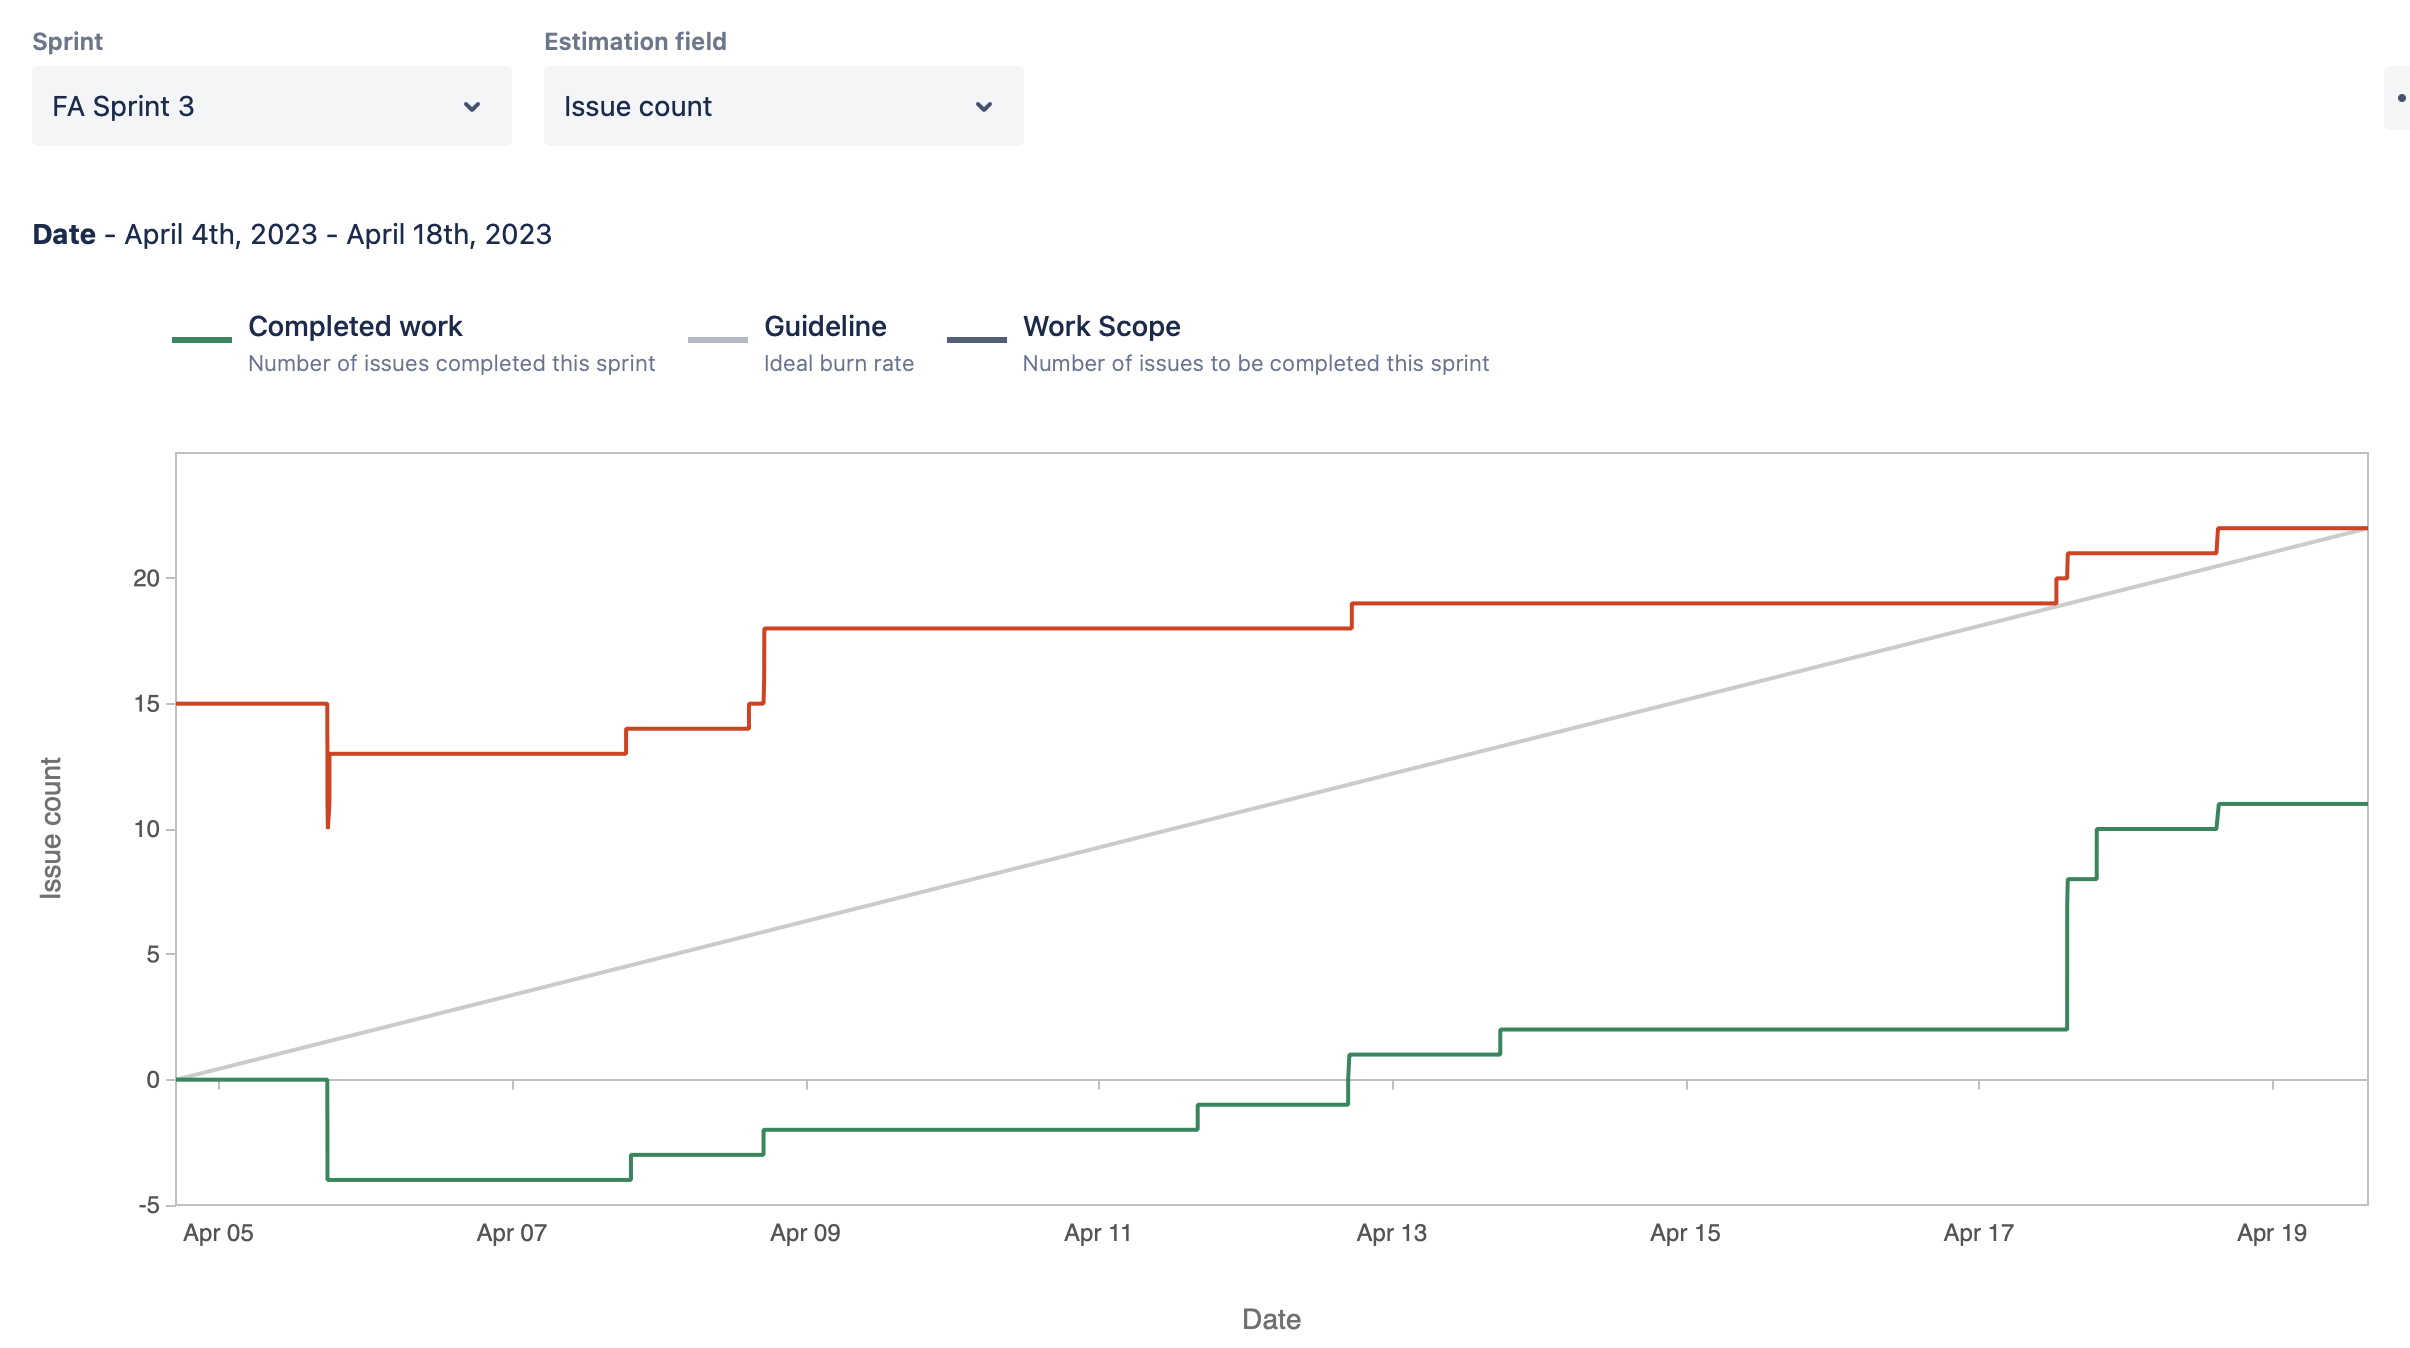 Sprint
Estimation field
FA Sprint 3
Issue count
Date - April 4th, 2023 - April 18th, 2023
Completed work
Number of issues completed this sprint
Guideline
Ideal burn rate
Work Scope
Number of issues to be completed this sprint
20
15
10
5
0
-5
Issue count
Apr 05
Apr 07
Apr 09
Apr 11
Apr 13
Apr 15
Apr 17
Apr 19
Date